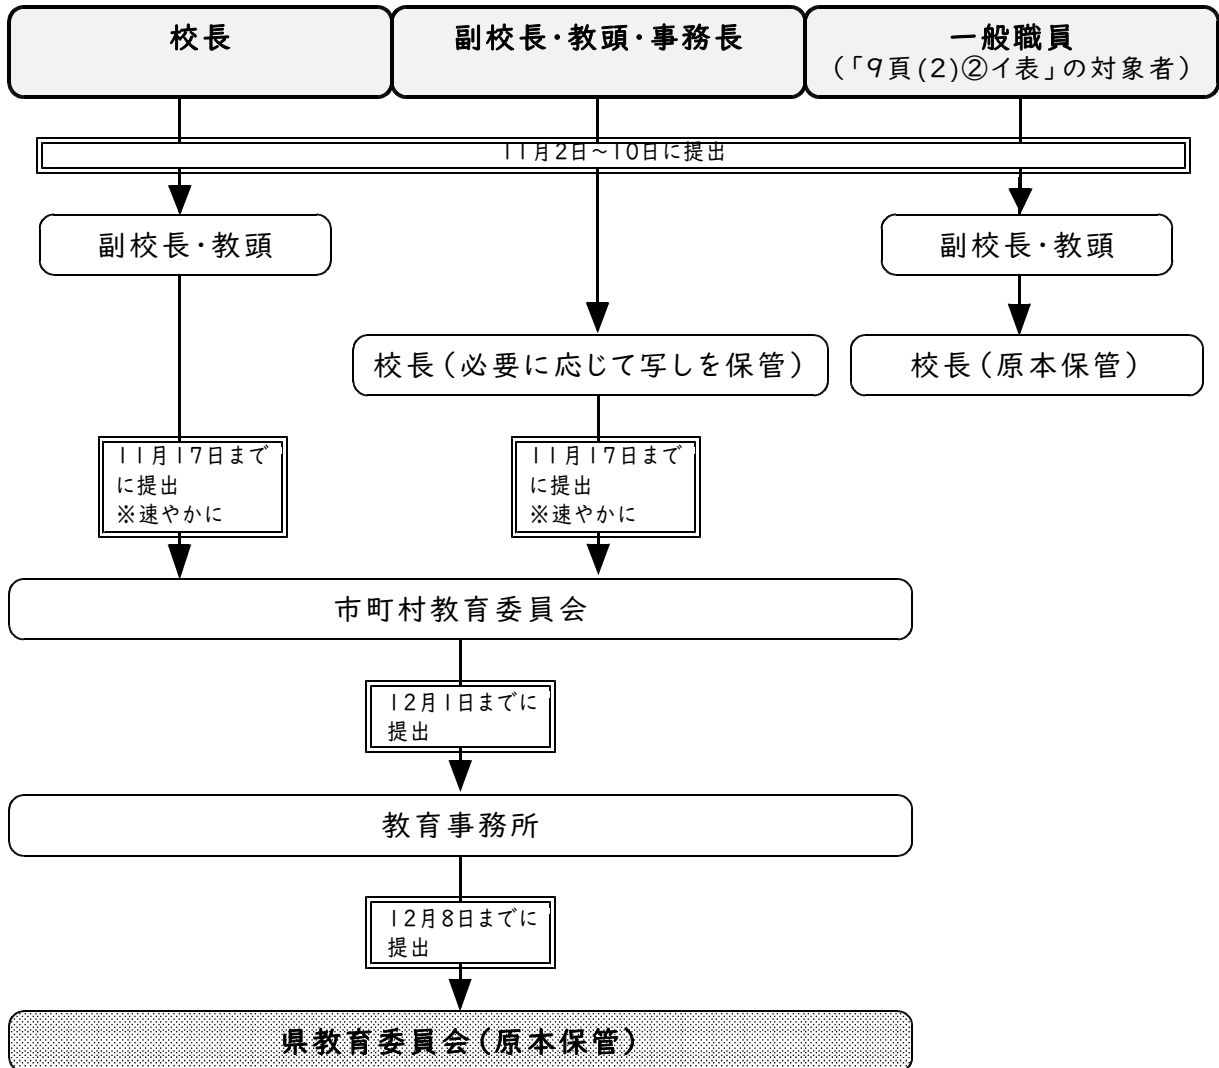 校長
副校長・教頭・事務長
一般職員
（「9頁(2)②イ表」の対象者）
11月2日～10日に提出
副校長・教頭
副校長・教頭
校長（必要に応じて写しを保管）
校長（原本保管）
11月17日まで
に提出
※速やかに
11月17日まで
に提出
※速やかに
市町村教育委員会
12月1日までに
提出
教育事務所
12月8日までに
提出
県教育委員会（原本保管）